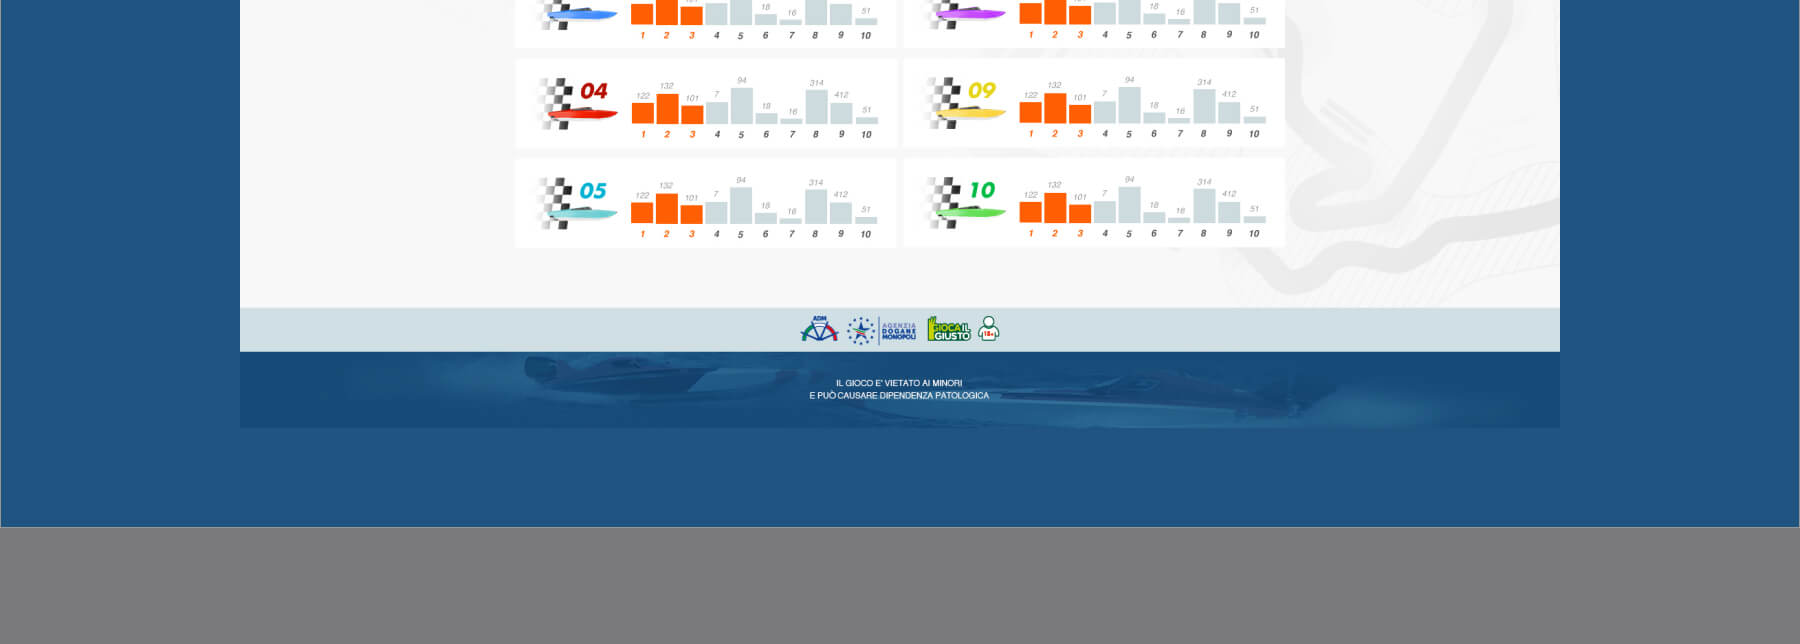 18 16 51
1 2 3 4 5 6 7 8 9 10
18 16 51
1 2 3 4 5 6 7 8 9 10
04
122 132 101 7 94 18 16 314 412 51
1 2 3 4 5 6 7 8 9 10
09
122 132 101 7 94 18 16 314 412 51
1 2 3 4 5 6 7 8 9 10
05
122 132 101 7 94 18 16 314 412 51
1 2 3 4 5 6 7 8 9 10
10
122 132 101 7 94 18 16 314 412 51
1 2 3 4 5 6 7 8 9 10
ADM
AGENZIA
DOGANE
MONOPOLI
GIOCA IL
GIUSTO
18+
IL GIOCO E' VIETATO AI MINORI
E PUÒ CAUSARE DIPENDENZA PATOLOGICA